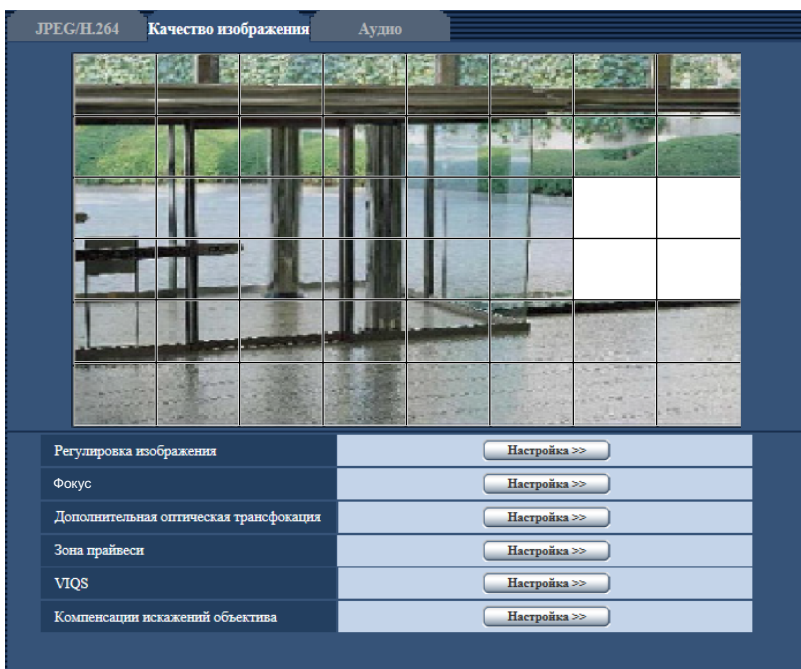 JPEG/H.264 Качество изображения Аудио
Регулировка изображения Настройка >>
Фокус Настройка >>
Дополнительная оптическая трансфокация Настройка >>
Зона прайвеси Настройка >>
VIQS Настройка >>
Компенсации искажений объектива Настройка >>